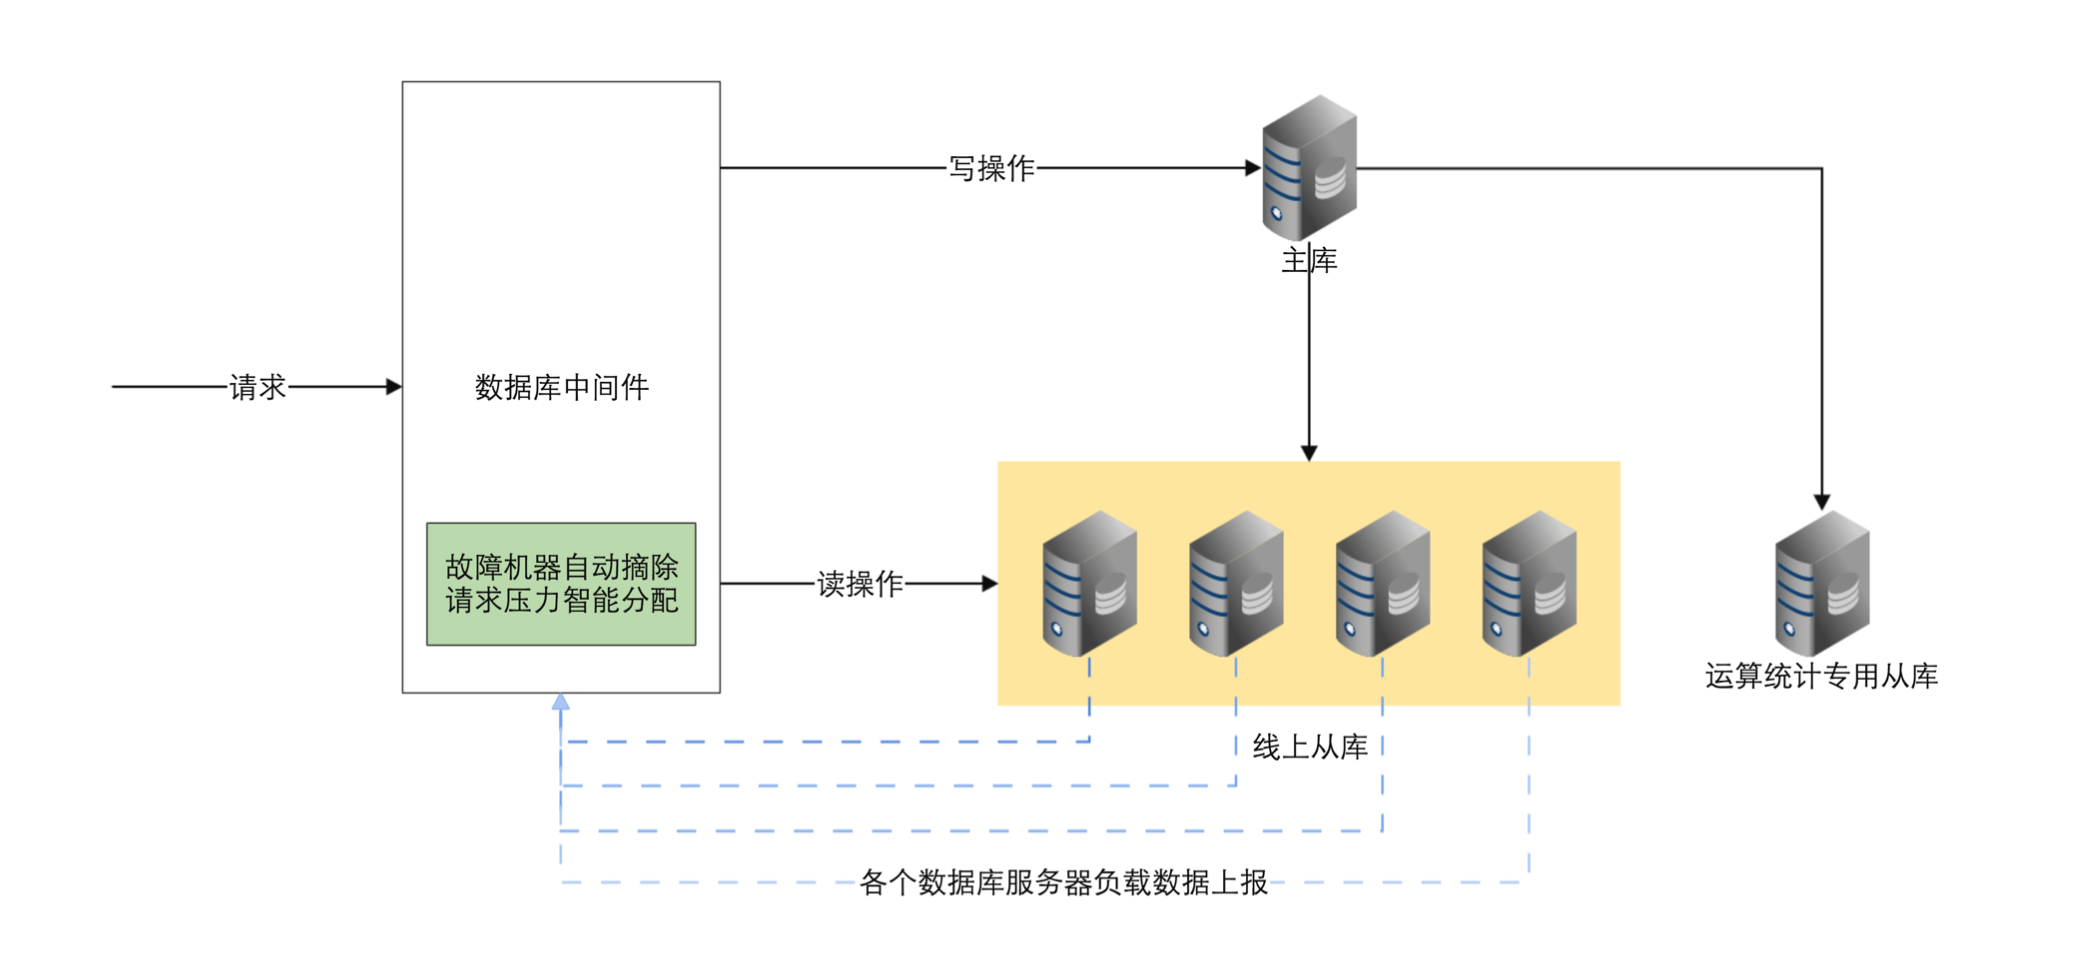 写操作
主库
请求
数据库中间件
故障机器自动摘除
请求压力智能分配
读操作
运算统计专用从库
线上从库
各个数据库服务器负载数据上报